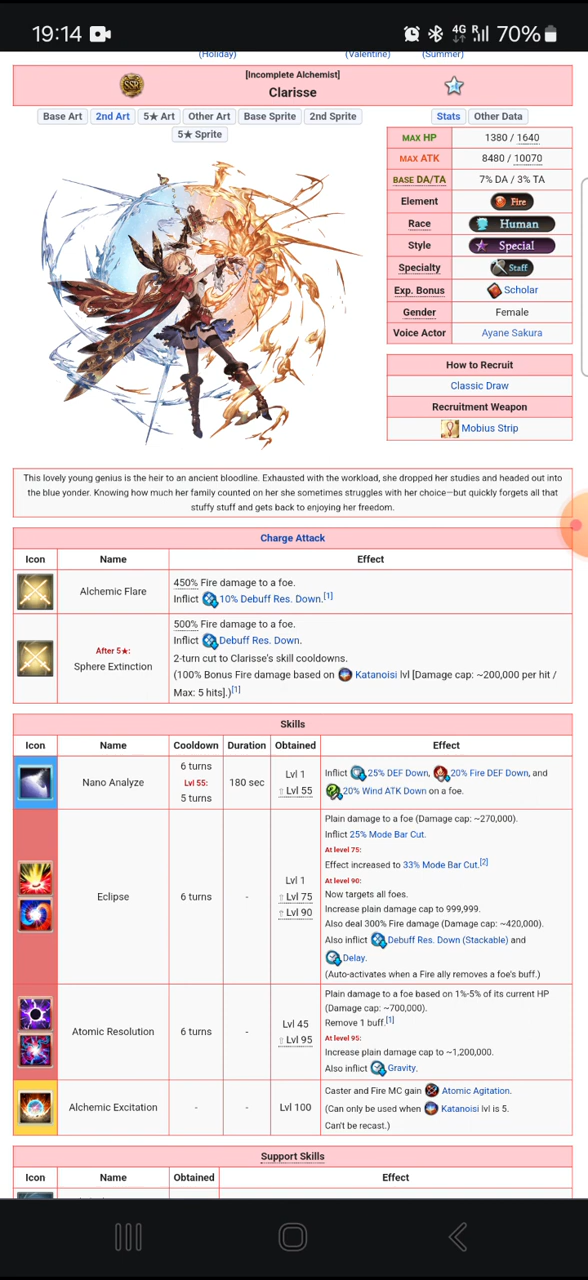 19:14
4G
R
70%
(Holiday)
(Valentine)
(Summer)
SSR
[Incomplete Alchemist]
Clarisse
Base Art
2nd Art
5★ Art
Other Art
Base Sprite
2nd Sprite
5★ Sprite
Stats
Other Data
MAX HP
1380 / 1640
MAX ATK
8480 / 10070
BASE DA/TA
7% DA / 3% TA
Element
Fire
Race
Human
Style
Special
Specialty
Staff
Exp. Bonus
Scholar
Gender
Female
Voice Actor
Ayane Sakura
How to Recruit
Classic Draw
Recruitment Weapon
Mobius Strip
This lovely young genius is the heir to an ancient bloodline. Exhausted with the workload, she dropped her studies and headed out into
the blue yonder. Knowing how much her family counted on her she sometimes struggles with her choice—but quickly forgets all that
stuffy stuff and gets back to enjoying her freedom.
Charge Attack
Icon
Name
Effect
Alchemic Flare
450% Fire damage to a foe.
Inflict 10% Debuff Res. Down.[1]
After 5★:
Sphere Extinction
500% Fire damage to a foe.
Inflict Debuff Res. Down.
2-turn cut to Clarisse's skill cooldowns.
(100% Bonus Fire damage based on Katanoisi lvl [Damage cap: ~200,000 per hit /
Max: 5 hits].)[1]
Skills
Icon
Name
Cooldown
Duration
Obtained
Effect
Nano Analyze
6 turns
Lvl 55:
5 turns
180 sec
Lvl 1
⇧ Lvl 55
Inflict 25% DEF Down, 20% Fire DEF Down, and
20% Wind ATK Down on a foe.
Eclipse
6 turns
-
Lvl 1
⇧ Lvl 75
⇧ Lvl 90
Plain damage to a foe (Damage cap: ~270,000).
Inflict 25% Mode Bar Cut.
At level 75:
Effect increased to 33% Mode Bar Cut.[2]
At level 90:
Now targets all foes.
Increase plain damage cap to 999,999.
Also deal 300% Fire damage (Damage cap: ~420,000).
Also inflict Debuff Res. Down (Stackable) and
Delay.
(Auto-activates when a Fire ally removes a foe's buff.)
Atomic Resolution
6 turns
-
Lvl 45
⇧ Lvl 95
Plain damage to a foe based on 1%-5% of its current HP
(Damage cap: ~700,000).
Remove 1 buff.[1]
At level 95:
Increase plain damage cap to ~1,200,000.
Also inflict Gravity.
Alchemic Excitation
-
-
Lvl 100
Caster and Fire MC gain Atomic Agitation.
(Can only be used when Katanoisi lvl is 5.
Can't be recast.)
Support Skills
Icon
Name
Obtained
Effect